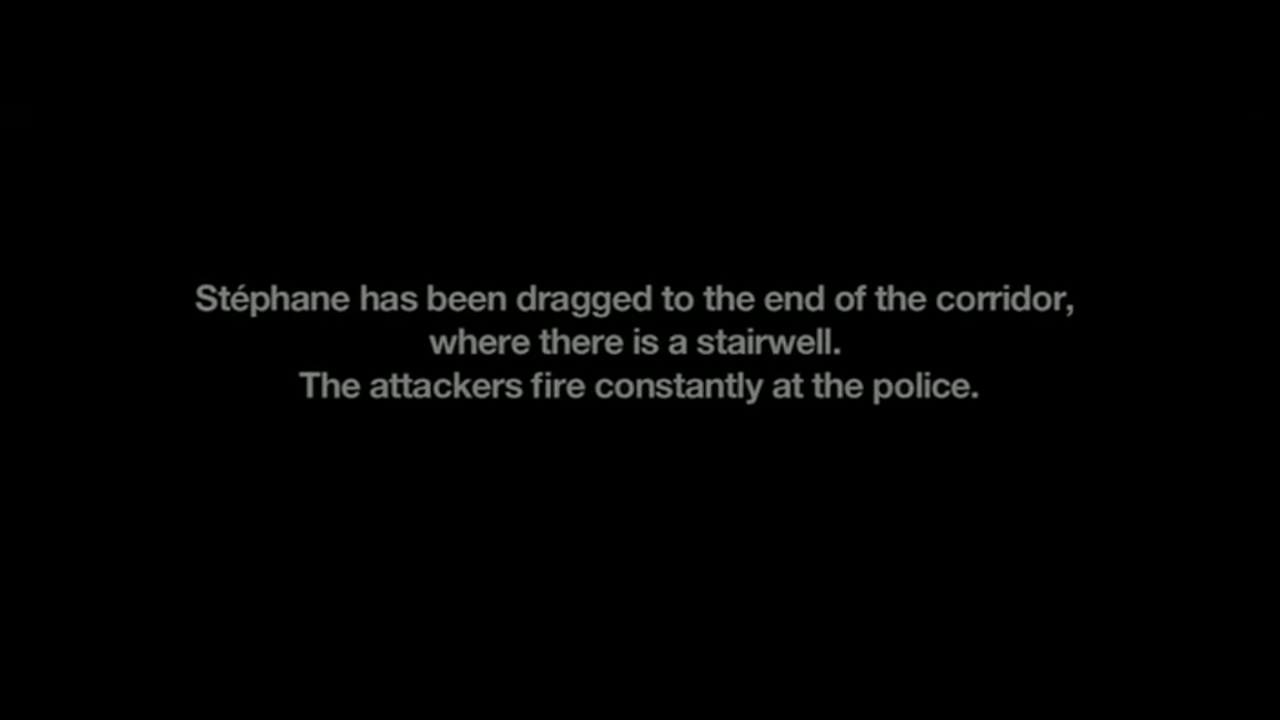 Stéphane has been dragged to the end of the corridor,
where there is a stairwell.
The attackers fire constantly at the police.